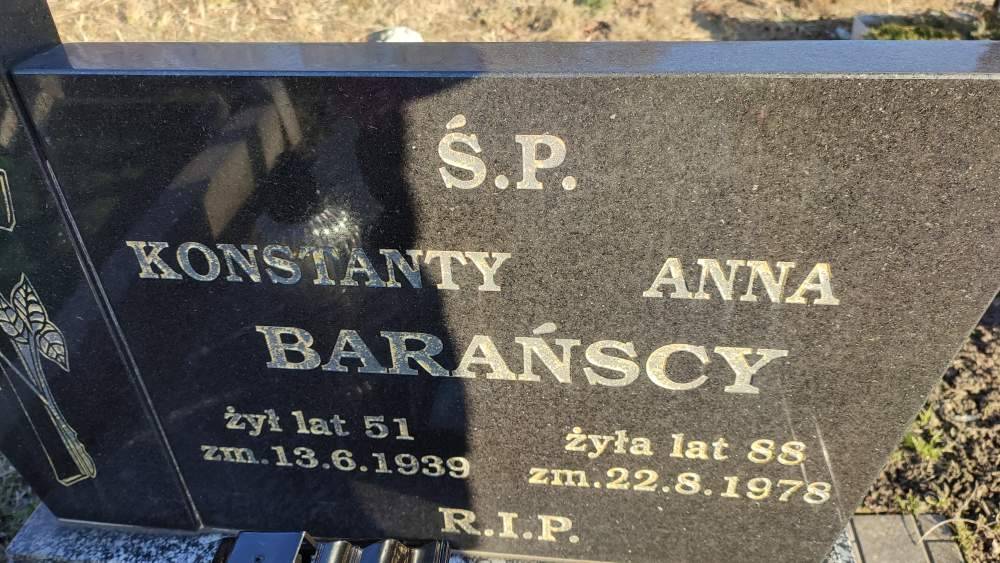 Ś.P.
KONSTANTY ANNA
BARAŃSCY
żył lat 51
zm.13.6.1939
żyła lat 88
zm.22.8.1978
R.I.P.